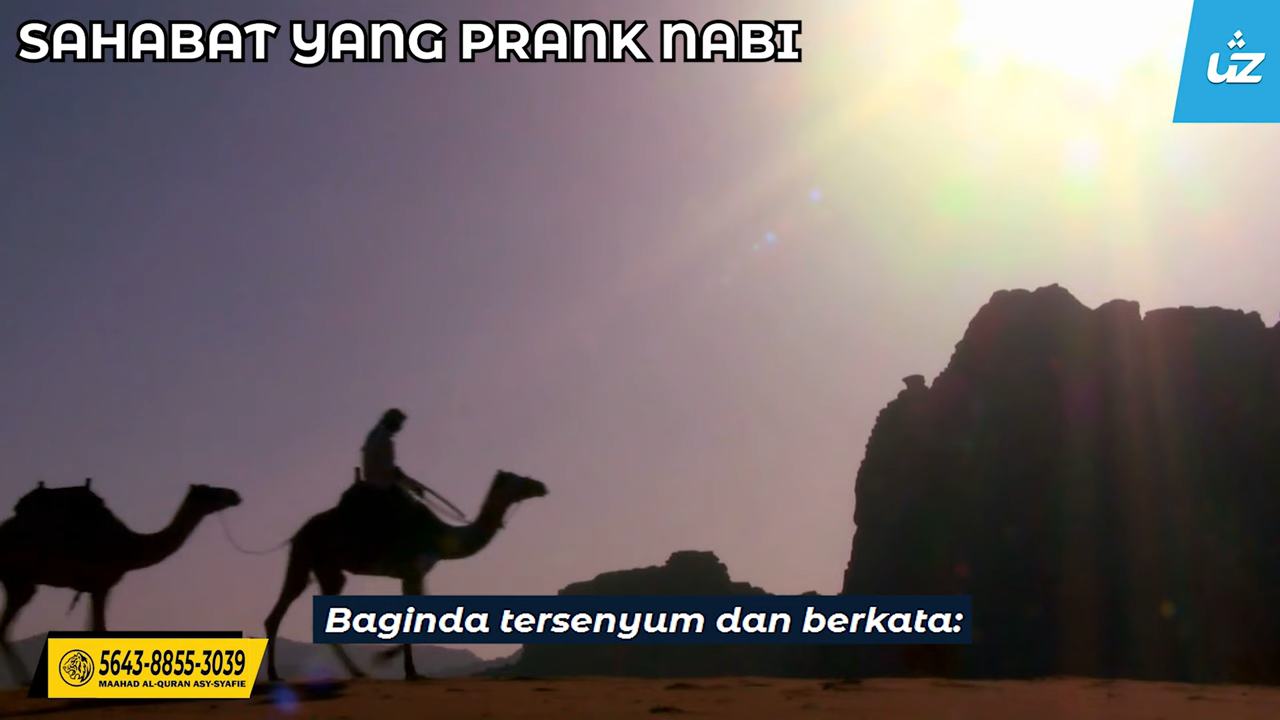 SAHABAT YANG PRANK NABI
uz
Baginda tersenyum dan berkata:
5643-8855-3039
MAAHAD AL-QURAN ASY-SYAFIE